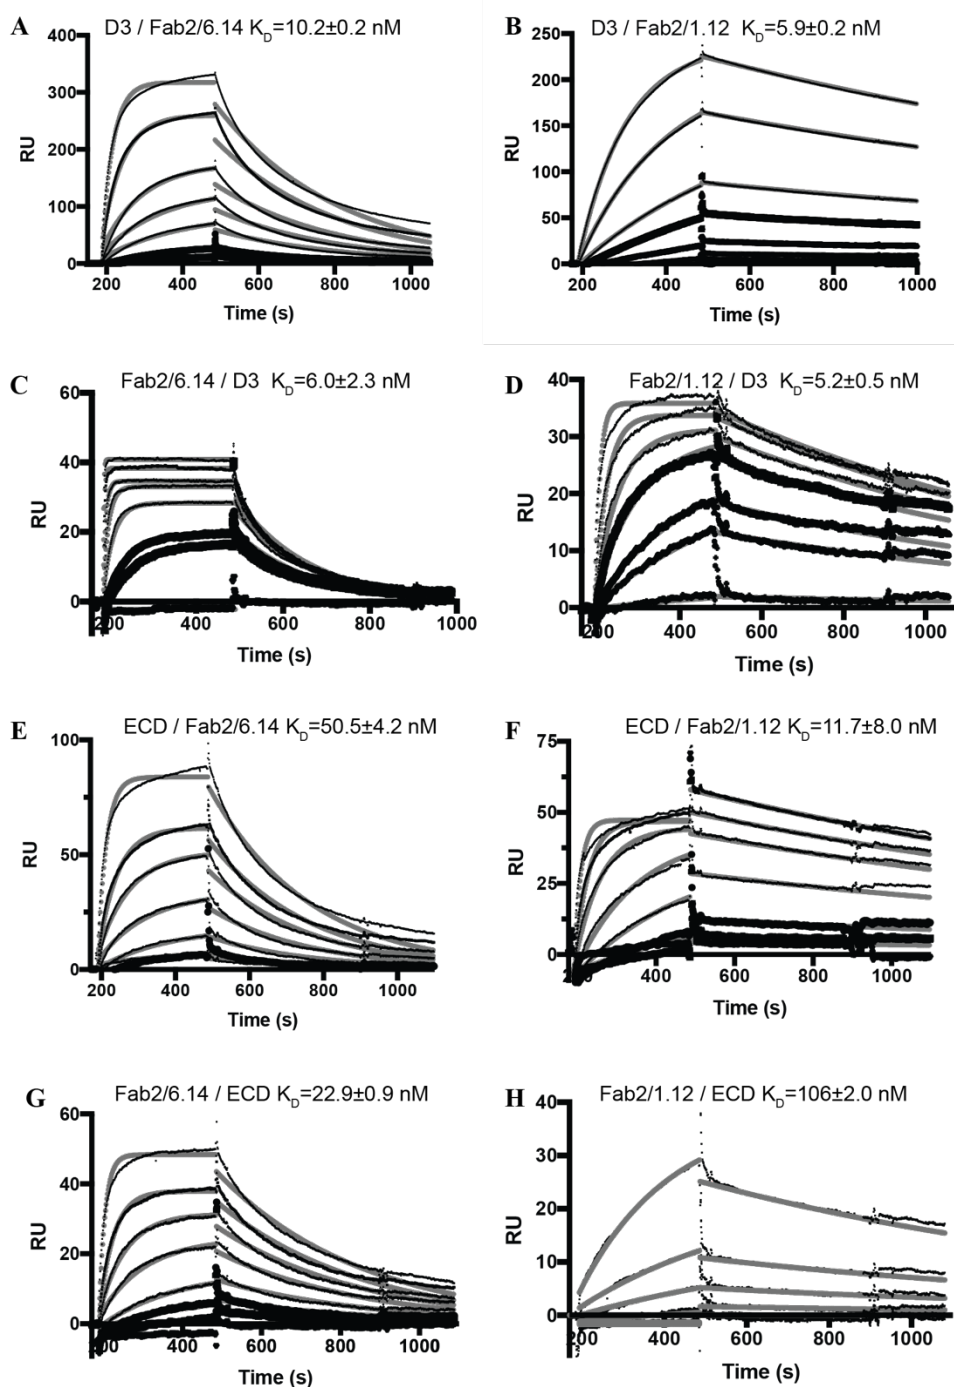 A
D3 / Fab2/6.14 K_D=10.2±0.2 nM
400
300
200
100
0
RU
200 400 600 800 1000
Time (s)
B
D3 / Fab2/1.12 K_D=5.9±0.2 nM
250
200
150
100
50
0
RU
200 400 600 800 1000
Time (s)
C
Fab2/6.14 / D3 K_D=6.0±2.3 nM
60
40
20
0
RU
200 400 600 800 1000
Time (s)
D
Fab2/1.12 / D3 K_D=5.2±0.5 nM
40
30
20
10
0
RU
200 400 600 800 1000
Time (s)
E
ECD / Fab2/6.14 K_D=50.5±4.2 nM
100
50
0
RU
200 400 600 800 1000
Time (s)
F
ECD / Fab2/1.12 K_D=11.7±8.0 nM
75
50
25
0
RU
400 600 800 1000
Time (s)
G
Fab2/6.14 / ECD K_D=22.9±0.9 nM
60
40
20
0
RU
400 600 800 1000
Time (s)
H
Fab2/1.12 / ECD K_D=106±2.0 nM
40
30
20
10
0
RU
400 600 800 1000
Time (s)